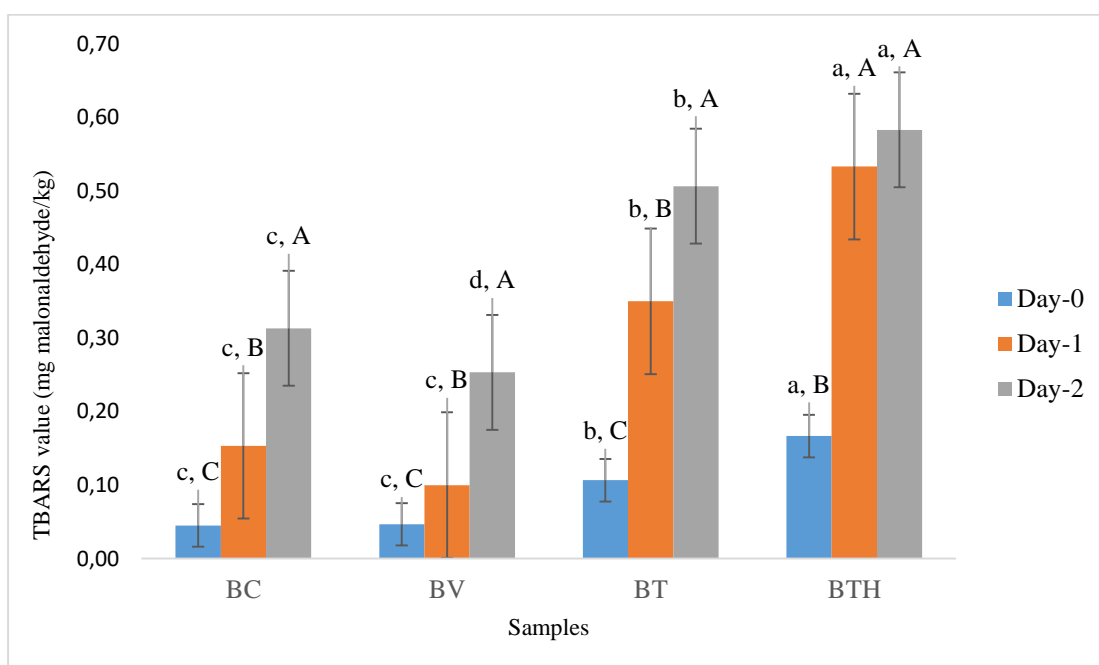 0,70
0,60
0,50
0,40
0,30
0,20
0,10
0,00
TBARS value (mg malonaldehyde/kg)
c, C
c, B
c, A
c, C
c, B
d, A
b, C
b, B
b, A
a, B
a, A
a, A
BC
BV
BT
BTH
Samples
Day-0
Day-1
Day-2